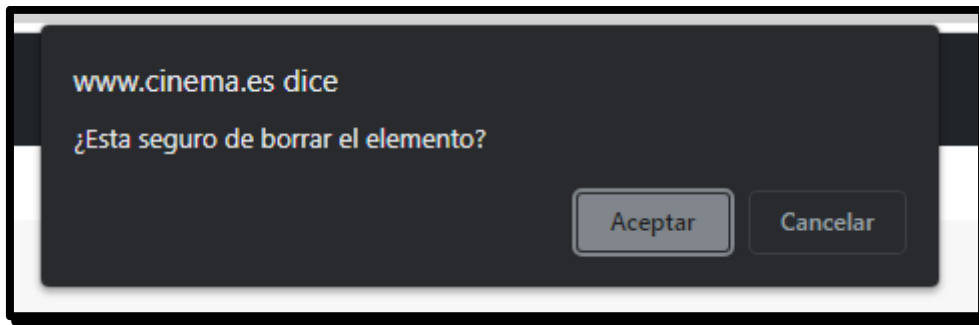 www.cinema.es dice
¿Esta seguro de borrar el elemento?
Aceptar Cancelar